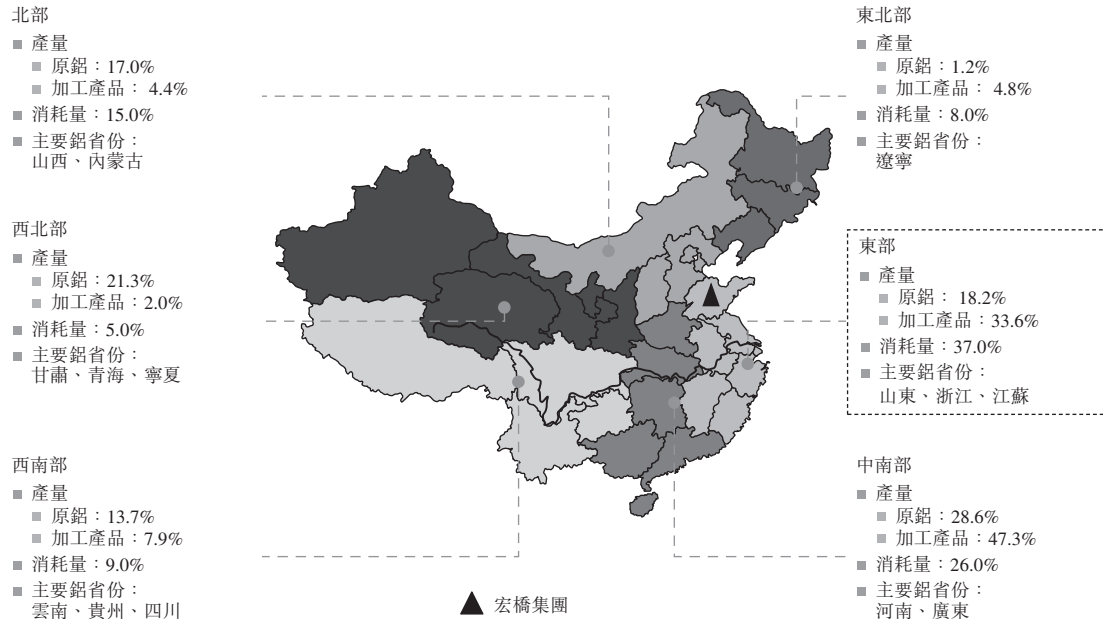 北部
產量
原鋁：17.0%
加工產品： 4.4%
消耗量：15.0%
主要鋁省份：
山西、內蒙古
西北部
產量
原鋁：21.3%
加工產品：2.0%
消耗量：5.0%
主要鋁省份：
甘肅、青海、寧夏
西南部
產量
原鋁：13.7%
加工產品：7.9%
消耗量：9.0%
主要鋁省份：
雲南、貴州、四川
東北部
產量
原鋁：1.2%
加工產品： 4.8%
消耗量：8.0%
主要鋁省份：
遼寧
東部
產量
原鋁： 18.2%
加工產品：33.6%
消耗量：37.0%
主要鋁省份：
山東、浙江、江蘇
中南部
產量
原鋁：28.6%
加工產品：47.3%
消耗量：26.0%
主要鋁省份：
河南、廣東
宏橋集團